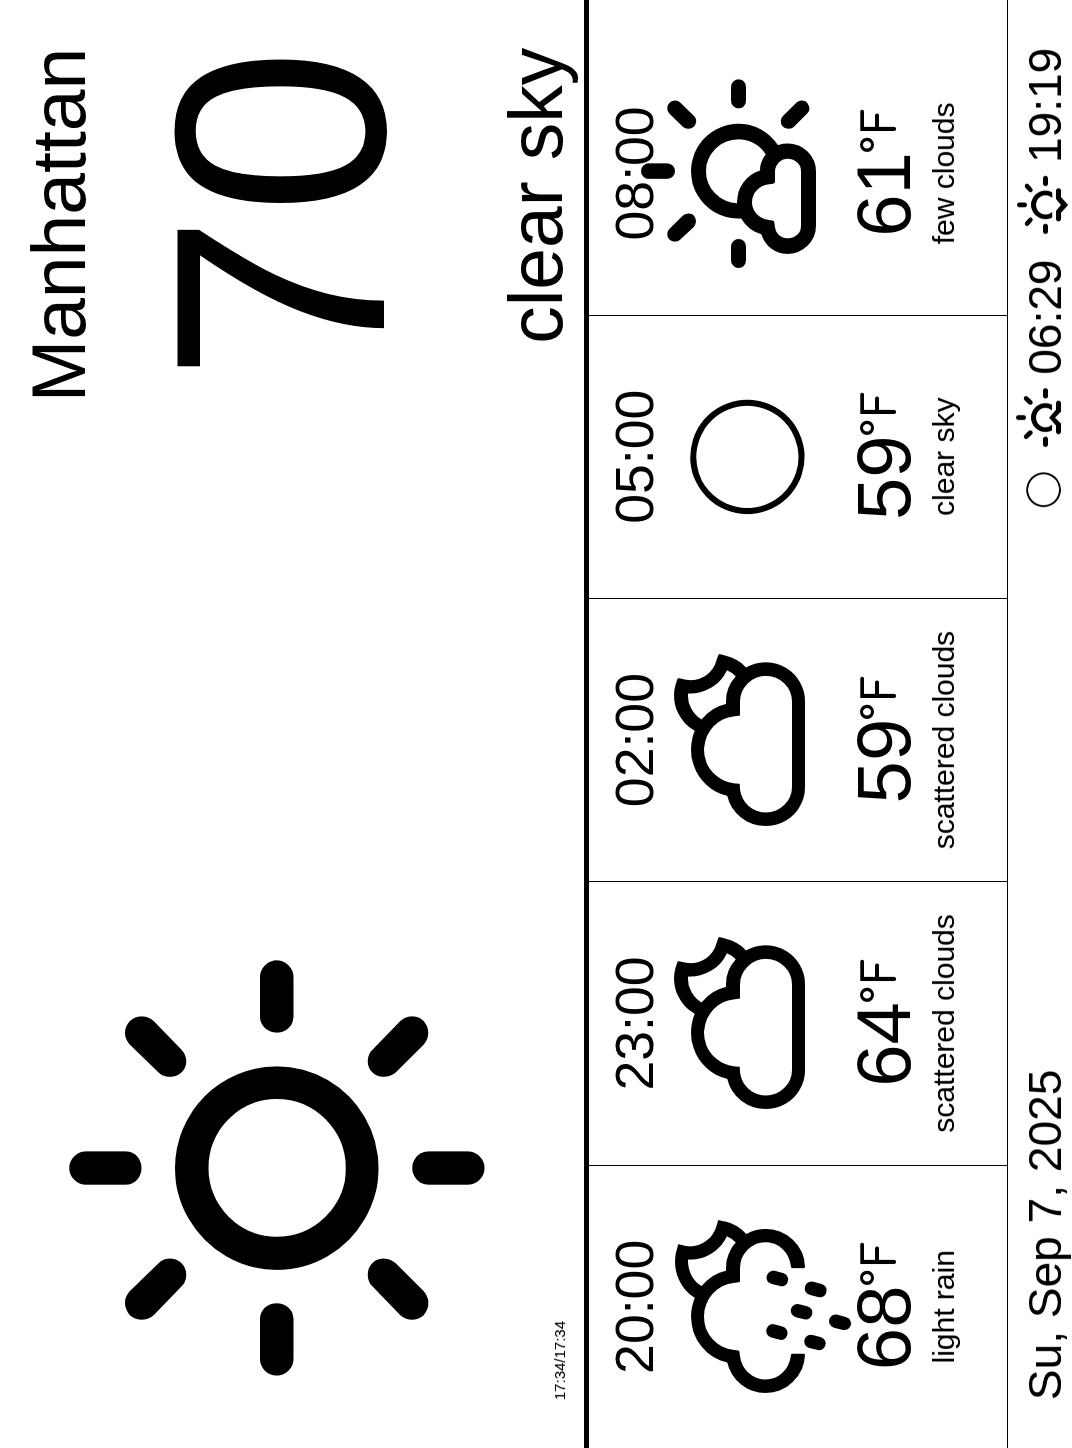 Manhattan
70
clear sky
17:34/17:34
20:00
68°F
light rain
23:00
64°F
scattered clouds
02:00
59°F
scattered clouds
05:00
59°F
clear sky
08:00
61°F
few clouds
Su, Sep 7, 2025
06:29
19:19